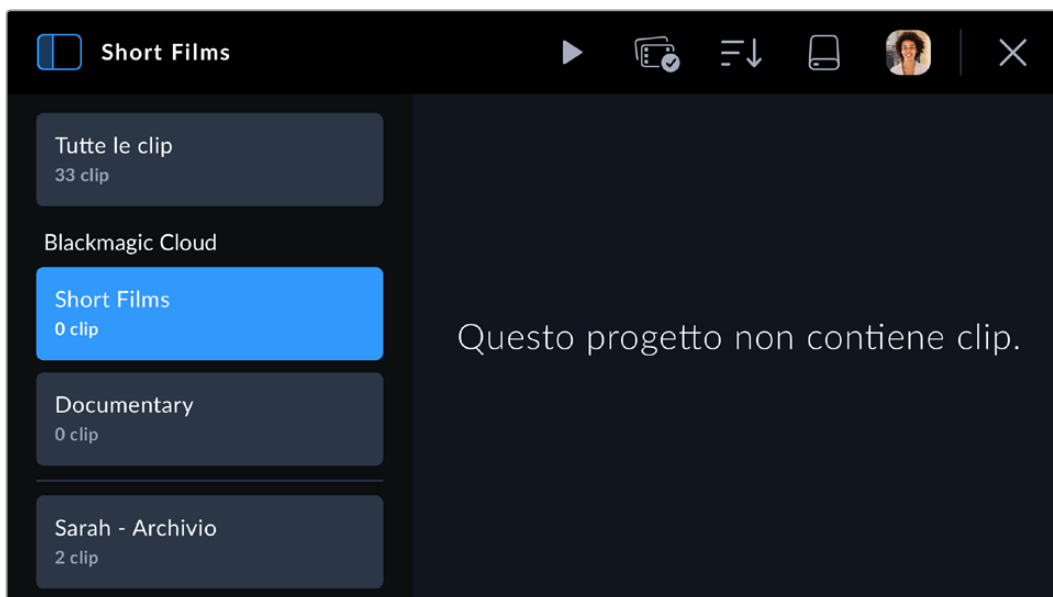 Short Films
Tutte le clip
33 clip
Blackmagic Cloud
Short Films
0 clip
Documentary
0 clip
Sarah - Archivio
2 clip
Questo progetto non contiene clip.